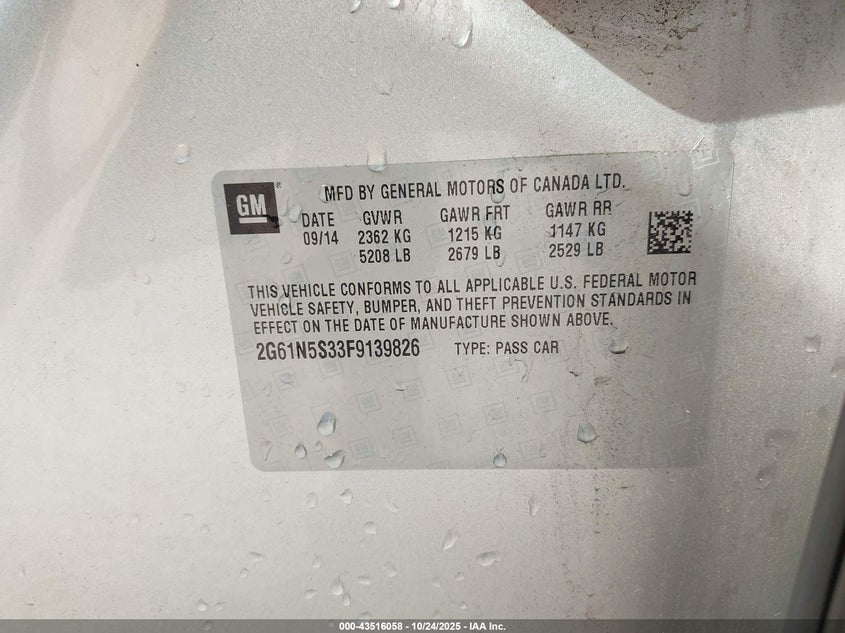 GM
MFD BY GENERAL MOTORS OF CANADA LTD.
DATE GVWR GAWR FRT GAWR RR
09/14 2362 KG 1215 KG 1147 KG
5208 LB 2679 LB 2529 LB
THIS VEHICLE CONFORMS TO ALL APPLICABLE U.S. FEDERAL MOTOR
VEHICLE SAFETY, BUMPER, AND THEFT PREVENTION STANDARDS IN
EFFECT ON THE DATE OF MANUFACTURE SHOWN ABOVE.
2G61N5S33F9139826 TYPE: PASS CAR
000-43516058 - 10/24/2025 - IAA Inc.